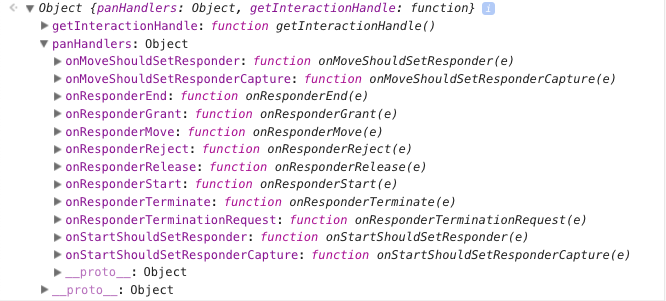 Object {panHandlers: Object, getInteractionHandle: function} i
getInteractionHandle: function getInteractionHandle()
panHandlers: Object
onMoveShouldSetResponder: function onMoveShouldSetResponder(e)
onMoveShouldSetResponderCapture: function onMoveShouldSetResponderCapture(e)
onResponderEnd: function onResponderEnd(e)
onResponderGrant: function onResponderGrant(e)
onResponderMove: function onResponderMove(e)
onResponderReject: function onResponderReject(e)
onResponderRelease: function onResponderRelease(e)
onResponderStart: function onResponderStart(e)
onResponderTerminate: function onResponderTerminate(e)
onResponderTerminationRequest: function onResponderTerminationRequest(e)
onStartShouldSetResponder: function onStartShouldSetResponder(e)
onStartShouldSetResponderCapture: function onStartShouldSetResponderCapture(e)
__proto__: Object
__proto__: Object